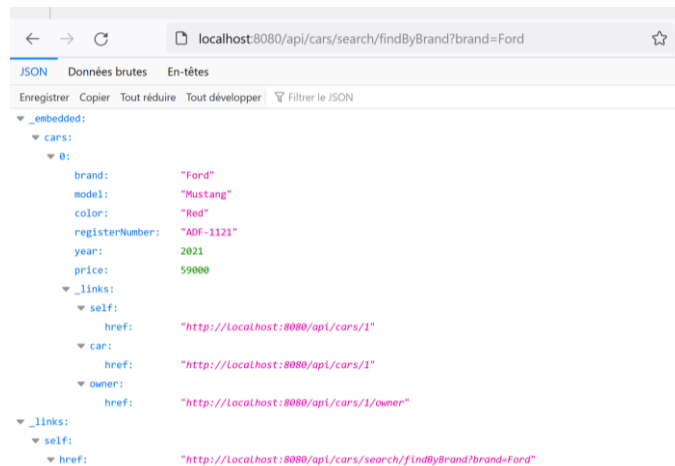 localhost:8080/api/cars/search/findByBrand?brand=Ford
JSON Données brutes En-têtes
Enregistrer Copier Tout réduire Tout développer Filtrer le JSON
_embedded:
cars:
0:
brand: "Ford"
model: "Mustang"
color: "Red"
registerNumber: "ADF-1121"
year: 2021
price: 59000
_links:
self:
href: "http://localhost:8080/api/cars/1"
car:
href: "http://localhost:8080/api/cars/1"
owner:
href: "http://localhost:8080/api/cars/1/owner"
_links:
self:
href: "http://localhost:8080/api/cars/search/findByBrand?brand=Ford"